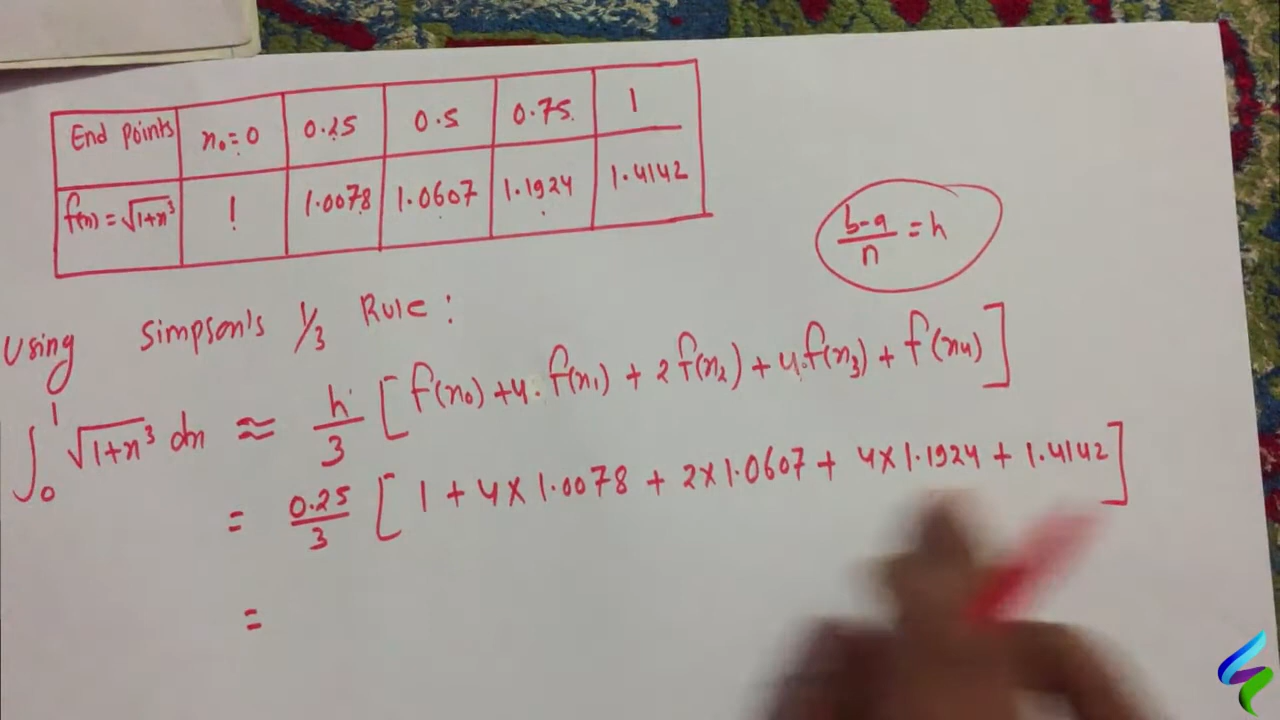 End points x₀=0 0.25 0.5 0.75 1
f(x)=√1+x³ 1 1.0078 1.0607 1.1924 1.4142
b-a/n = h
Using Simpson's 1/3 Rule:
∫₀¹ √1+x³ dx ≈ h/3 [f(x₀)+4.f(x₁)+2f(x₂)+4.f(x₃)+f(x₄)]
= 0.25/3 [1+4×1.0078+2×1.0607+4×1.1924+1.4142]
=